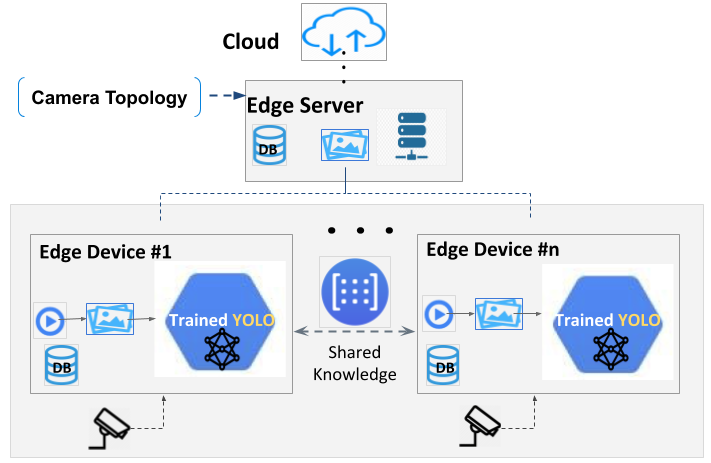 Cloud
Camera Topology
Edge Server
DB
Edge Device #1
Edge Device #n
Trained YOLO
Trained YOLO
DB
DB
Shared
Knowledge